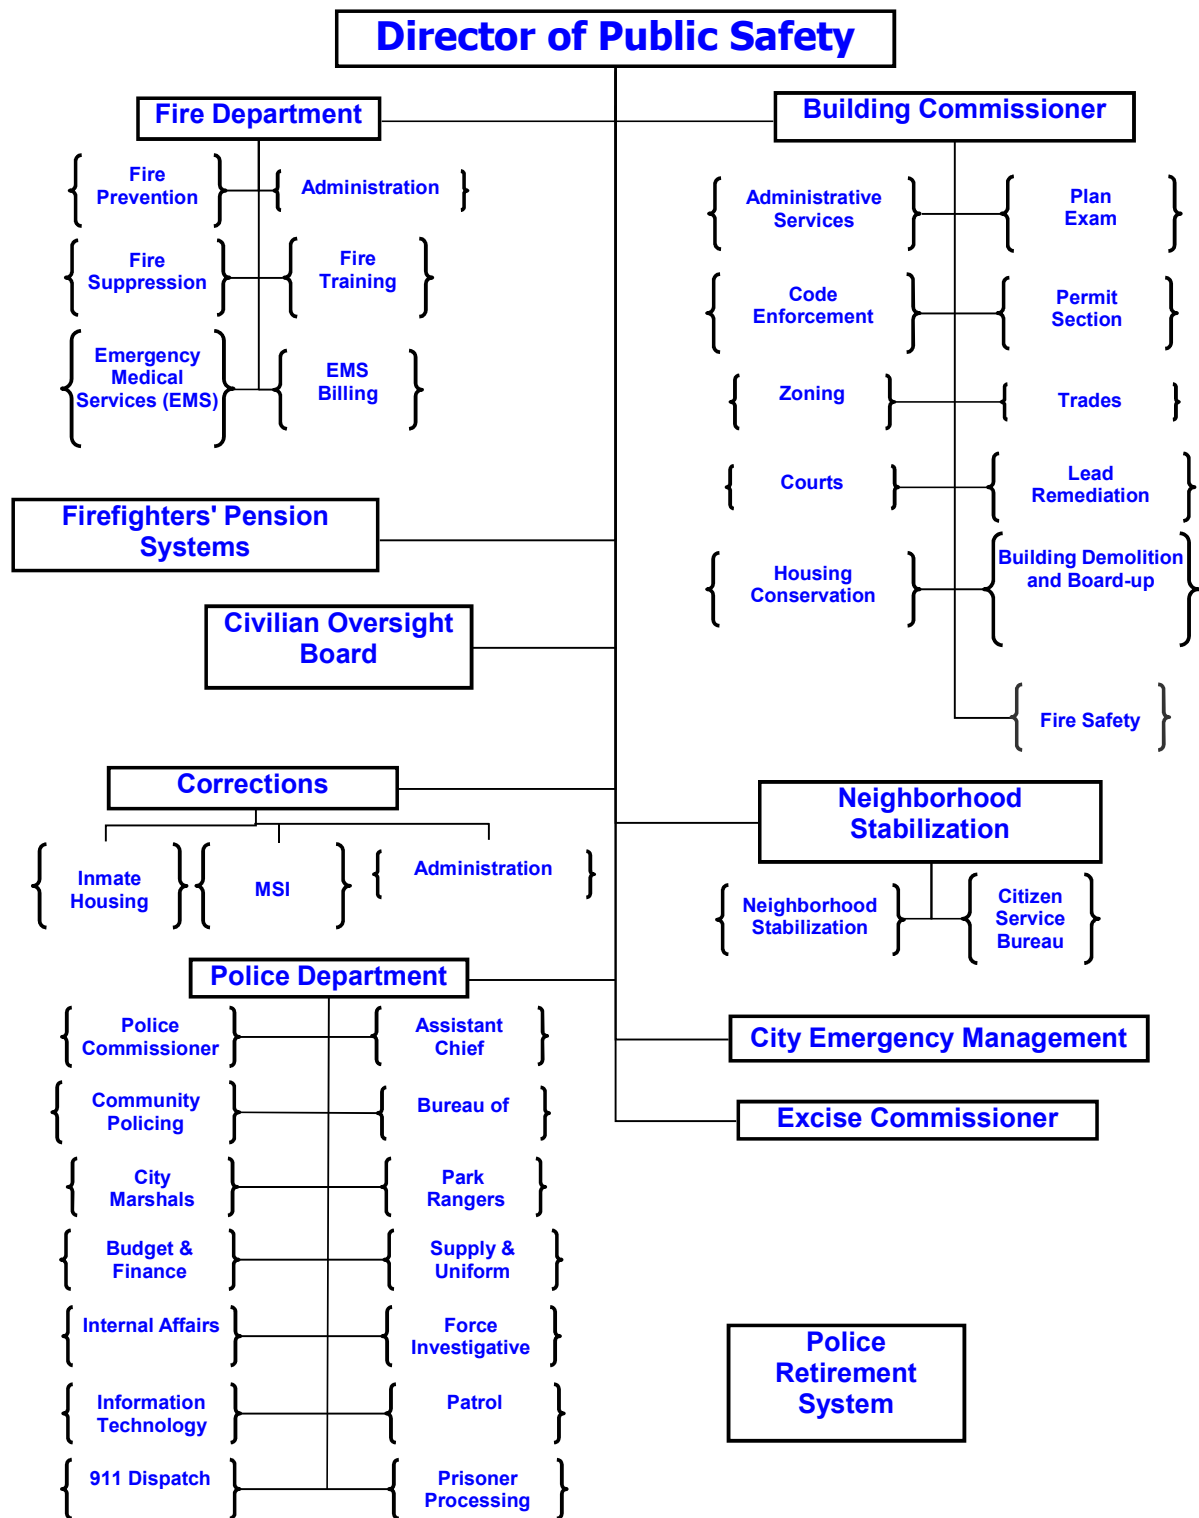 Director of Public Safety
Fire Department
Building Commissioner
Fire
Prevention
Administration
Fire
Suppression
Fire
Training
Emergency
Medical
Services (EMS)
EMS
Billing
Administrative
Services
Plan
Exam
Code
Enforcement
Permit
Section
Zoning
Trades
Courts
Lead
Remediation
Housing
Conservation
Building Demolition
and Board-up
Fire Safety
Firefighters' Pension
Systems
Civilian Oversight
Board
Corrections
Inmate
Housing
MSI
Administration
Neighborhood
Stabilization
Neighborhood
Stabilization
Citizen
Service
Bureau
Police Department
Police
Commissioner
Assistant
Chief
Community
Policing
Bureau of
City
Marshals
Park
Rangers
Budget &
Finance
Supply &
Uniform
Internal Affairs
Force
Investigative
Information
Technology
Patrol
911 Dispatch
Prisoner
Processing
City Emergency Management
Excise Commissioner
Police
Retirement
System